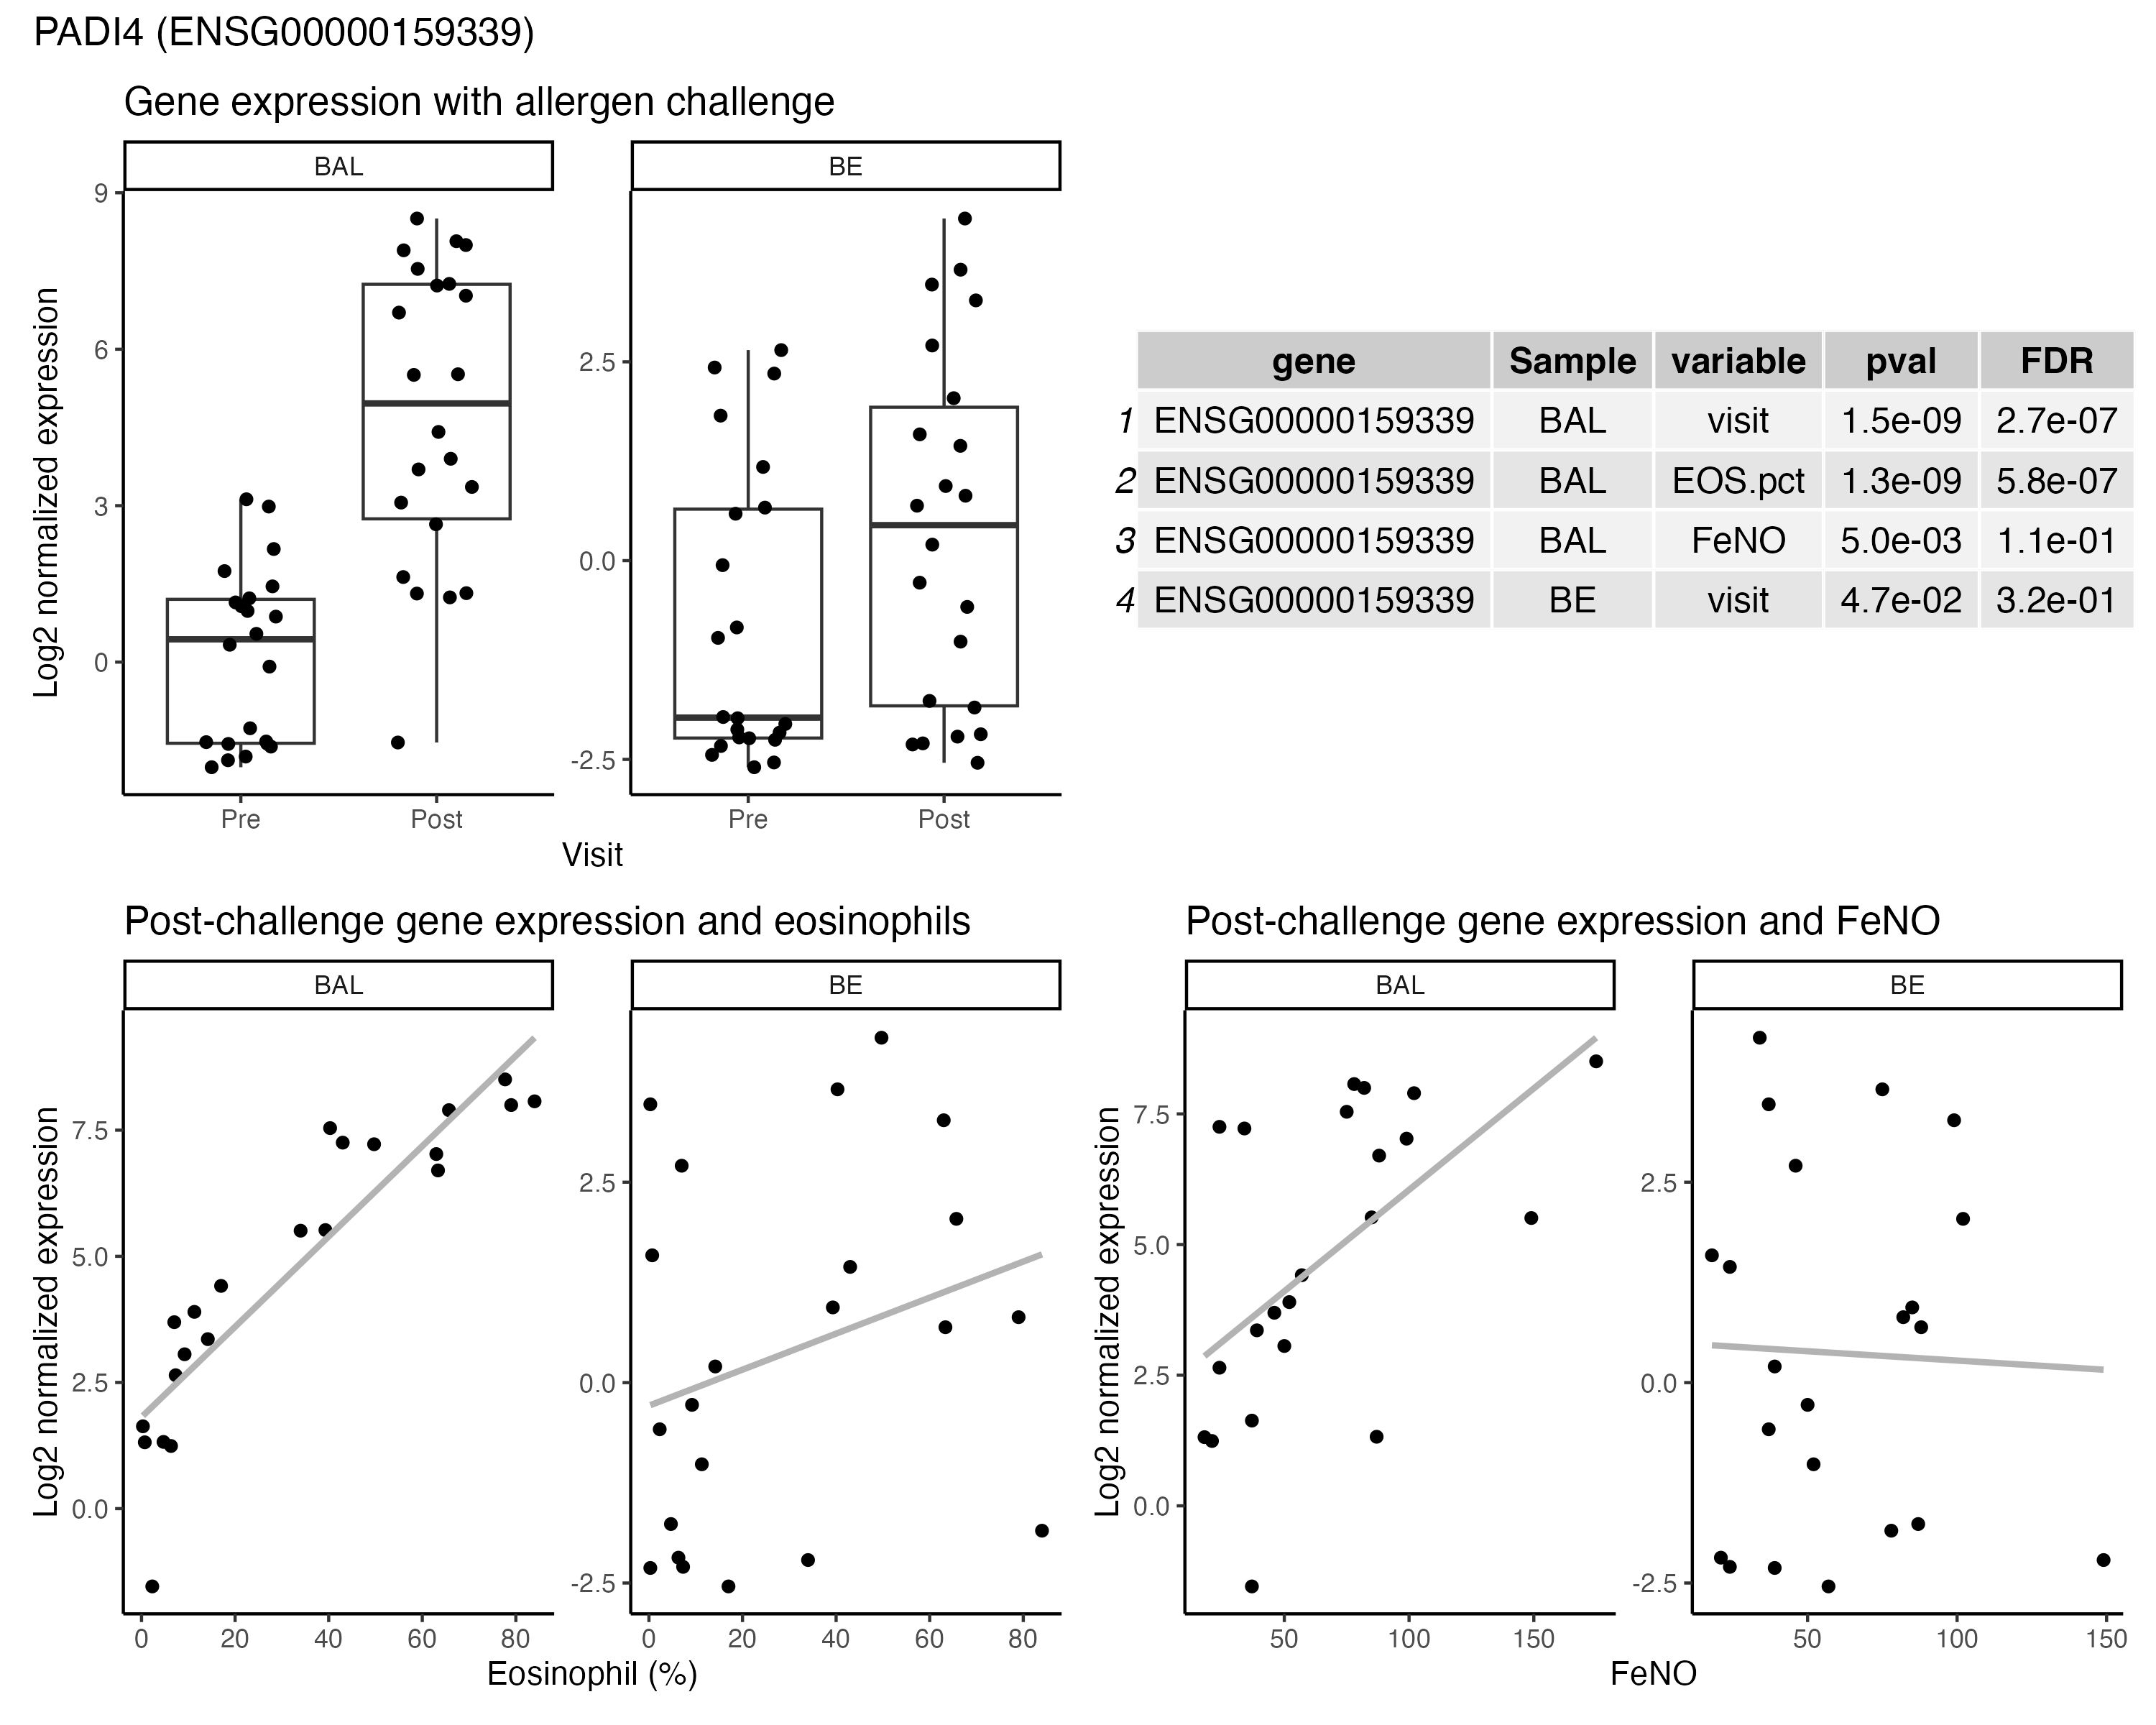 PADI4 (ENSG00000159339)
Gene expression with allergen challenge
BAL
BE
Log2 normalized expression
9
6
3
0
2.5
0.0
-2.5
Pre
Post
Pre
Post
Visit
gene Sample variable pval FDR
1 ENSG00000159339 BAL visit 1.5e-09 2.7e-07
2 ENSG00000159339 BAL EOS.pct 1.3e-09 5.8e-07
3 ENSG00000159339 BAL FeNO 5.0e-03 1.1e-01
4 ENSG00000159339 BE visit 4.7e-02 3.2e-01
Post-challenge gene expression and eosinophils
BAL
BE
Log2 normalized expression
7.5
5.0
2.5
0.0
2.5
0.0
-2.5
0 20 40 60 80
0 20 40 60 80
Eosinophil (%)
Post-challenge gene expression and FeNO
BAL
BE
Log2 normalized expression
7.5
5.0
2.5
0.0
2.5
0.0
-2.5
50 100 150
50 100 150
FeNO